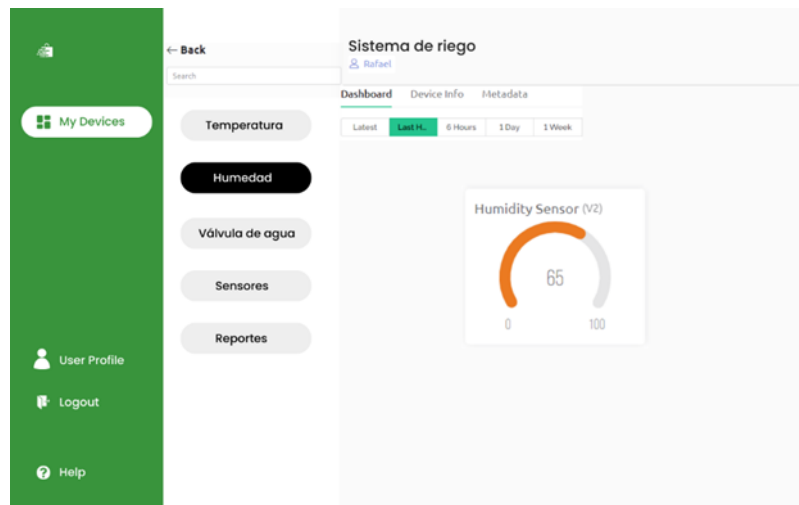 My Devices
User Profile
Logout
Help
← Back
Search
Temperatura
Humedad
Válvula de agua
Sensores
Reportes
Sistema de riego
Rafael
Dashboard Device Info Metadata
Latest Last H.. 6 Hours 1 Day 1 Week
Humidity Sensor (V2)
65
0 100